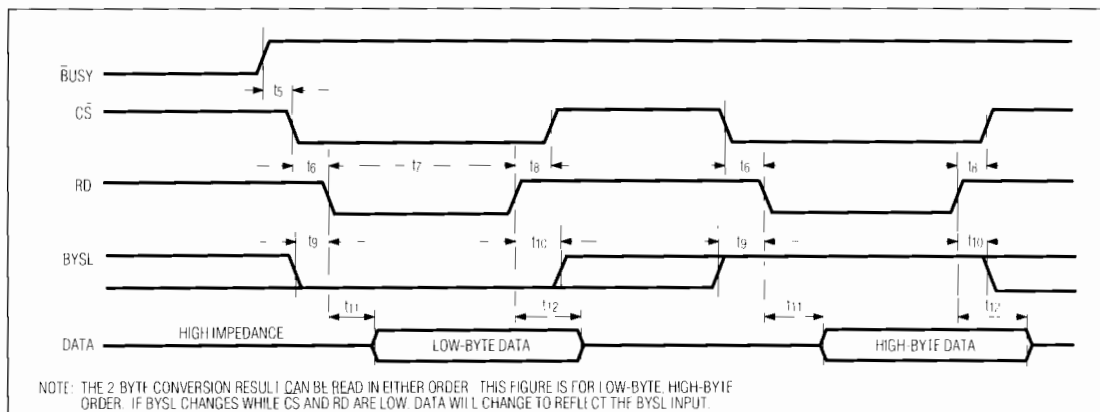 BUSY
t5
CS
t6 t7 t8 t6 t8
RD
t9 t10 t9 t10
BYSL
t11 t12 t11 t12
HIGH IMPEDANCE
DATA LOW-BYTE DATA HIGH-BYTE DATA
NOTE: THE 2 BYTE CONVERSION RESULT CAN BE READ IN EITHER ORDER THIS FIGURE IS FOR LOW-BYTE, HIGH-BYTE
ORDER. IF BYSL CHANGES WHILE CS AND RD ARE LOW, DATA WILL CHANGE TO REFLECT THE BYSL INPUT.